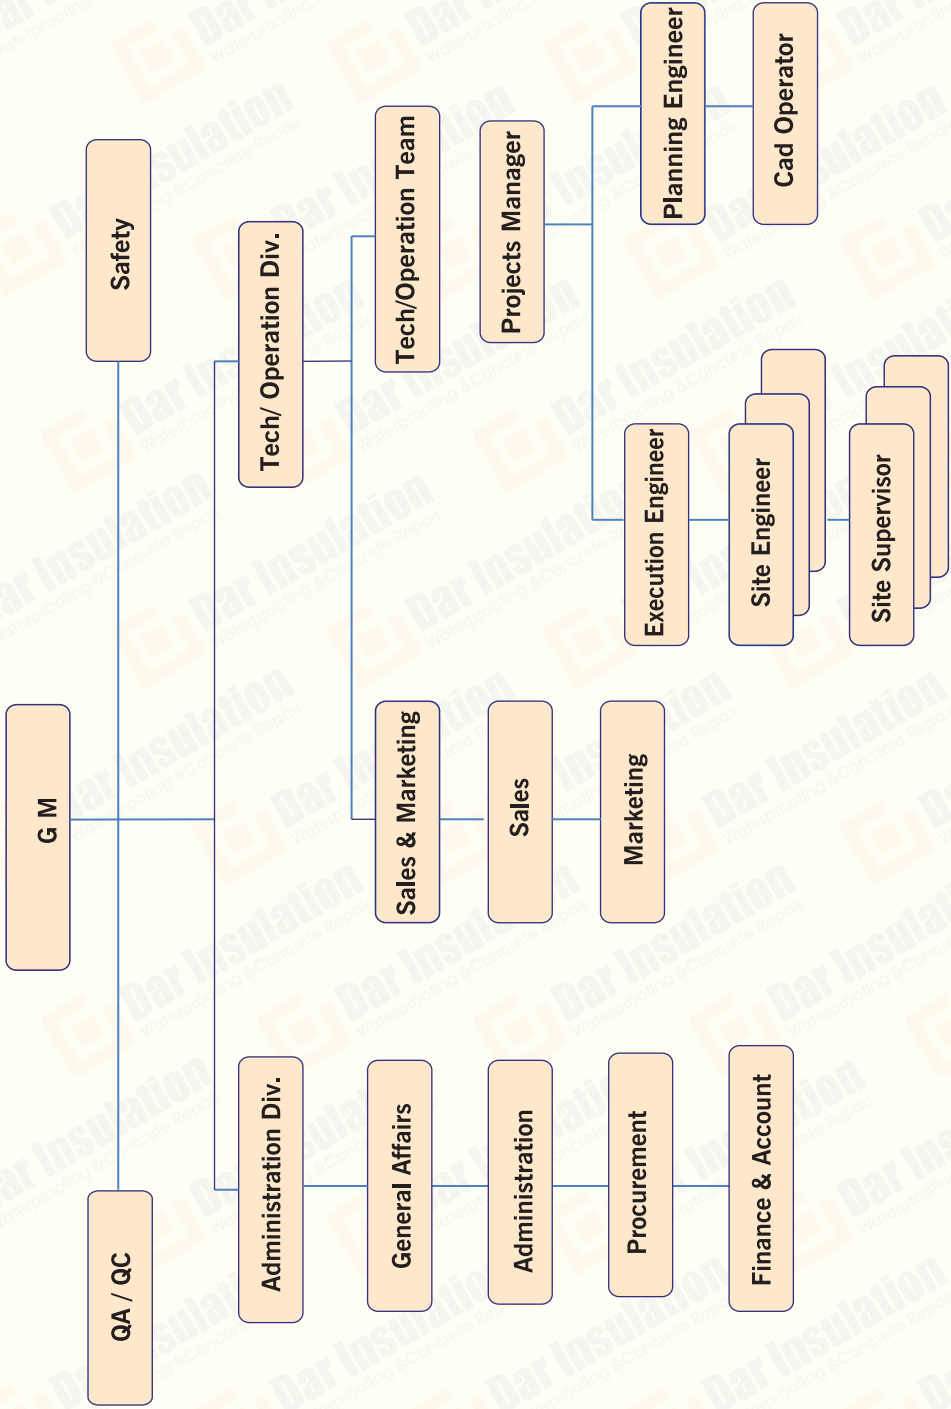 G M
QA / QC
Safety
Administration Div.
Tech/ Operation Div.
General Affairs
Sales & Marketing
Tech/Operation Team
Administration
Sales
Projects Manager
Procurement
Marketing
Execution Engineer
Planning Engineer
Finance & Account
Site Engineer
Cad Operator
Site Supervisor
Dar Insulation
Waterproofing &Concrete Repair